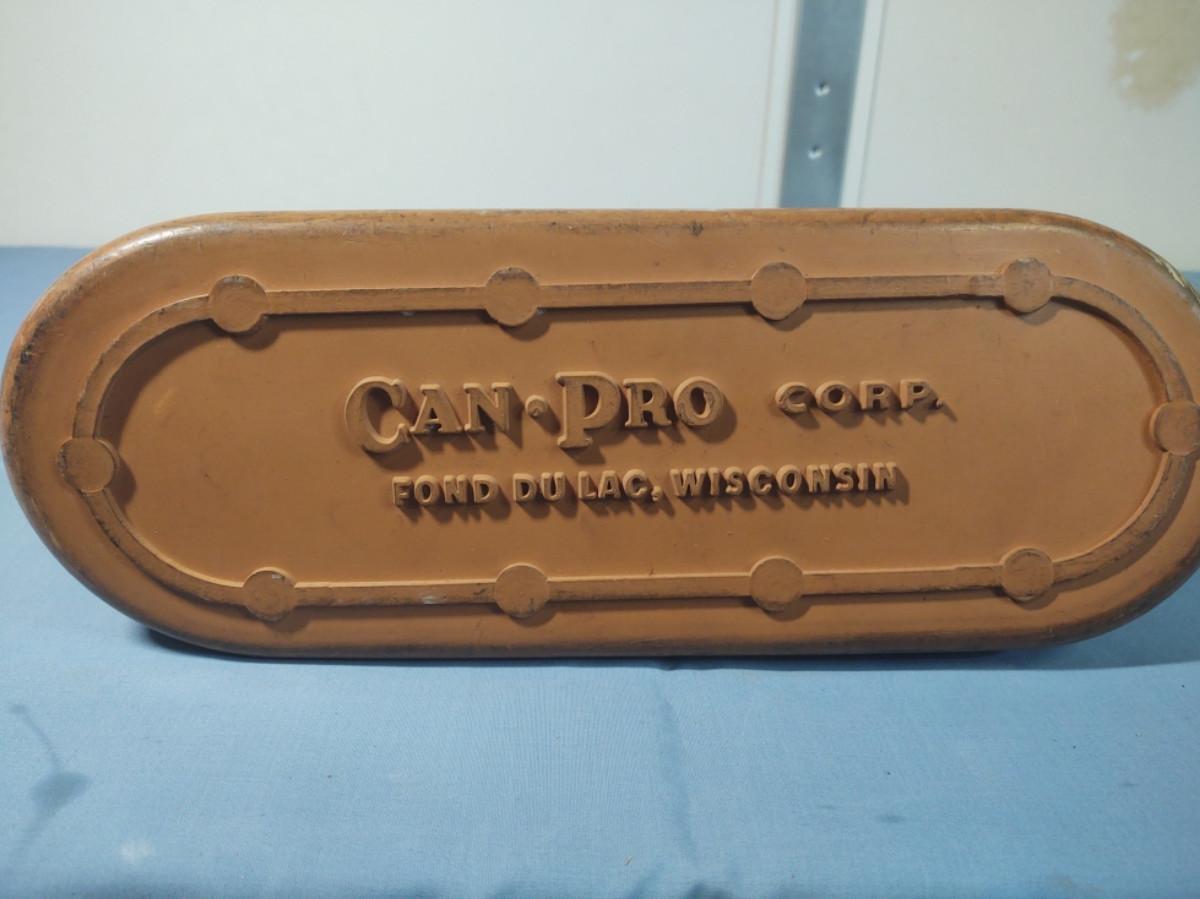 CAN·PRO CORP.
FOND DU LAC, WISCONSIN